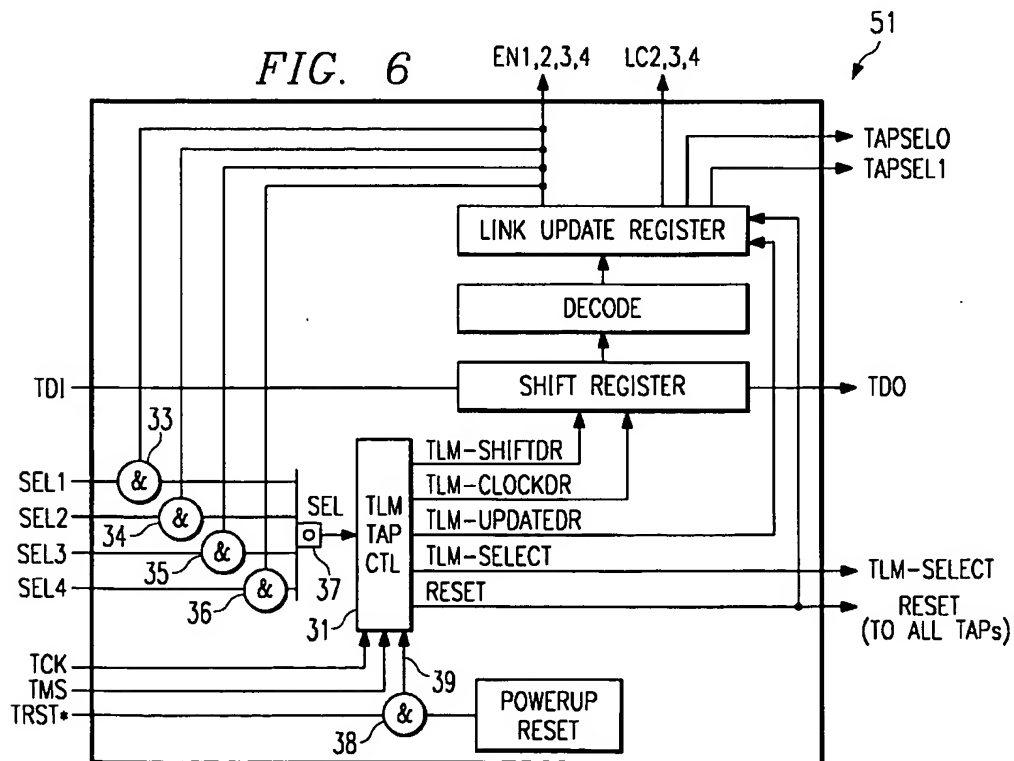 51
FIG. 6
EN1,2,3,4
LC2,3,4
TAPSEL0
TAPSEL1
LINK UPDATE REGISTER
DECODE
TDI
SHIFT REGISTER
TDO
33
TLM-SHIFTDR
SEL1
&
TLM-CLOCKDR
SEL2
&
SEL
TLM
TAP
CTL
TLM-UPDATEDR
34
SEL3
&
O
TLM-SELECT
TLM-SELECT
35
37
SEL4
&
RESET
RESET
(TO ALL TAPs)
36
31
TCK
39
TMS
TRST*
&
POWERUP
RESET
38